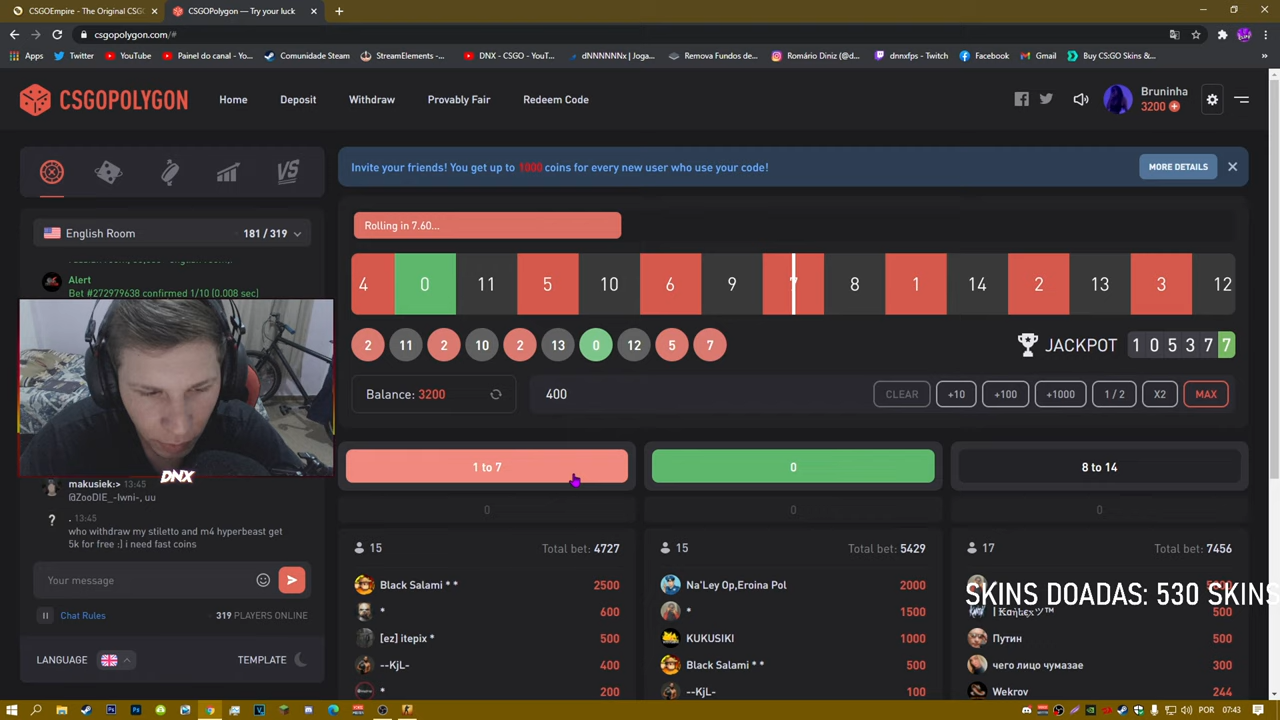 CSGOEmpire - The Original CSGO
CSGOPolygon — Try your luck
csgopolygon.com/#
Apps
Twitter
YouTube
Painel do canal - Yo...
Comunidade Steam
StreamElements -...
DNX - CSGO - YouT...
dNNNNNNx | Joga...
Remova Fundos de...
Romário Diniz (@d...
dnnxfps - Twitch
Facebook
Gmail
Buy CS:GO Skins &...
CSGOPOLYGON
Home
Deposit
Withdraw
Provably Fair
Redeem Code
Bruninha
3200
VS
Invite your friends! You get up to 1000 coins for every new user who use your code!
MORE DETAILS
English Room
181 / 319
Rolling in 7.60...
Alert
Bet #272979638 confirmed 1/10 (0.008 sec)
4 0 11 5 10 6 9 7 8 1 14 2 13 3 12
2 11 2 10 2 13 0 12 5 7
JACKPOT
1 0 5 3 7 7
Balance: 3200
400
CLEAR
+10
+100
+1000
1 / 2
X2
MAX
1 to 7
0
8 to 14
DNX
0
0
0
makusiek:> 13:45
f@ZooDIE_-Iwni-, uu
? . 13:45
who withdraw my stiletto and m4 hyperbeast get
5k for free :] i need fast coins
Your message
Chat Rules
319 PLAYERS ONLINE
LANGUAGE
TEMPLATE
15
Total bet: 4727
Black Salami * * 2500
* 600
[ez] itepix * 500
--KjL- 400
* 200
15
Total bet: 5429
Na'Ley Op,Eroina Pol 2000
* 1500
KUKUSIKI 1000
Black Salami * * 500
--KjL- 100
17
Total bet: 7456
SKINS DOADAS: 530 SKINS
500
Путин 500
чего лицо чумазае 300
Wekrov 244
POR
07:43